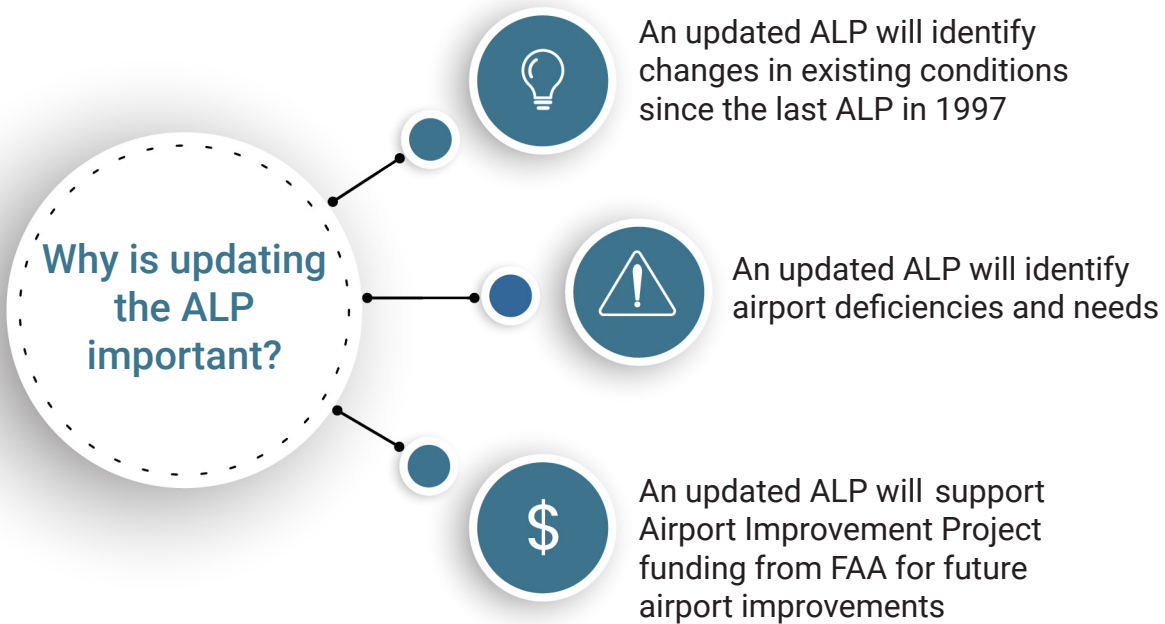 Why is updating
the ALP
important?
An updated ALP will identify
changes in existing conditions
since the last ALP in 1997
An updated ALP will identify
airport deficiencies and needs
$
An updated ALP will support
Airport Improvement Project
funding from FAA for future
airport improvements